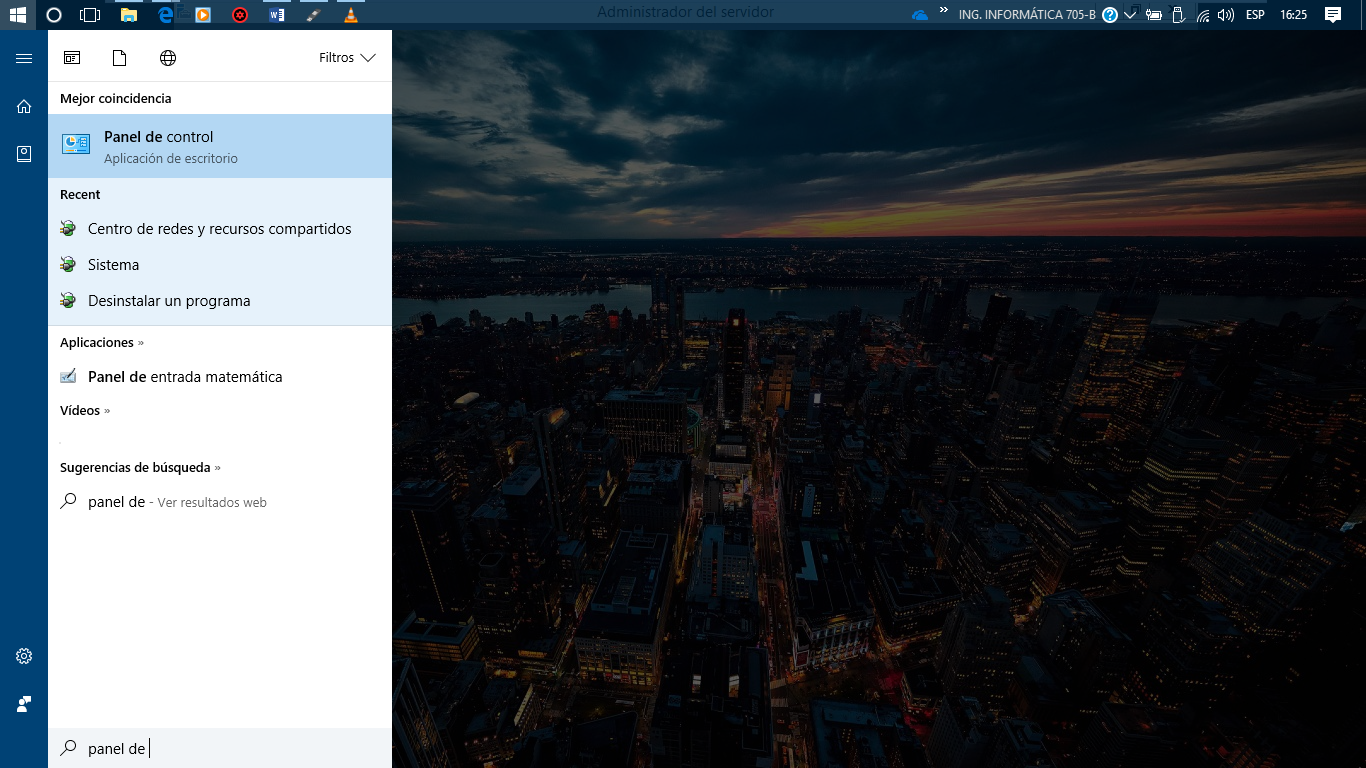 Administrador del servidor
ING. INFORMÁTICA 705-B
ESP
16:25
Filtros
Mejor coincidencia
Panel de control
Aplicación de escritorio
Recent
Centro de redes y recursos compartidos
Sistema
Desinstalar un programa
Aplicaciones »
Panel de entrada matemática
Vídeos »
Sugerencias de búsqueda »
panel de - Ver resultados web
panel de